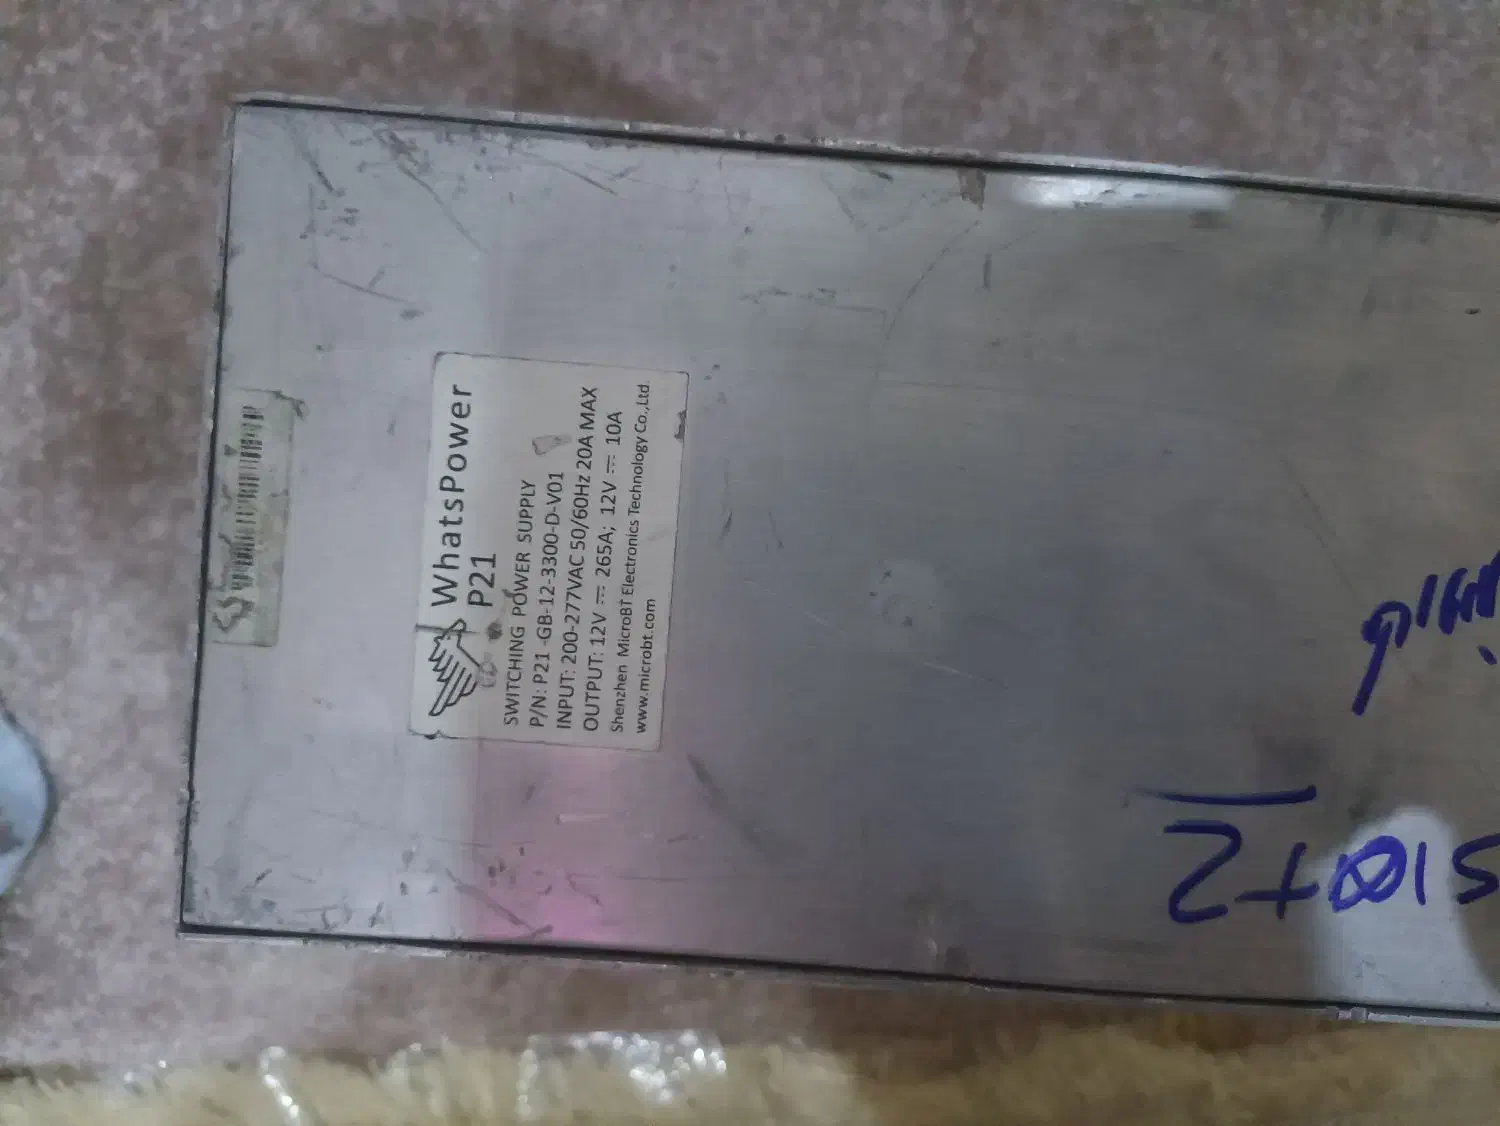 WhatsPower
P21
SWITCHING POWER SUPPLY
P/N: P21-GB-12-3300-D-V01
INPUT: 200-277VAC 50/60Hz 20A MAX
OUTPUT: 12V ⎓ 265A; 12V ⎓ 10A
Shenzhen MicroBT Electronics Technology Co.,Ltd.
www.microbt.com